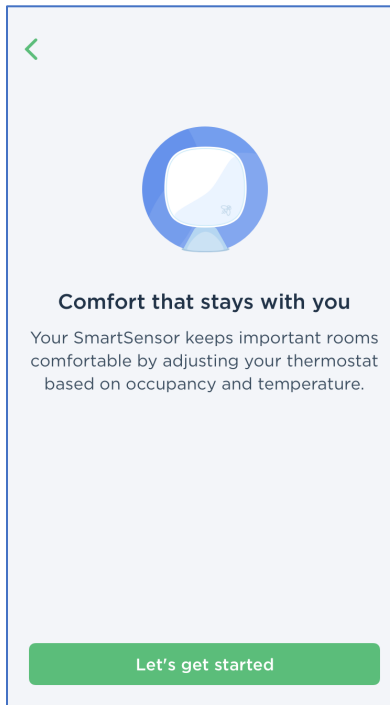 Comfort that stays with you
Your SmartSensor keeps important rooms
comfortable by adjusting your thermostat
based on occupancy and temperature.
Let's get started